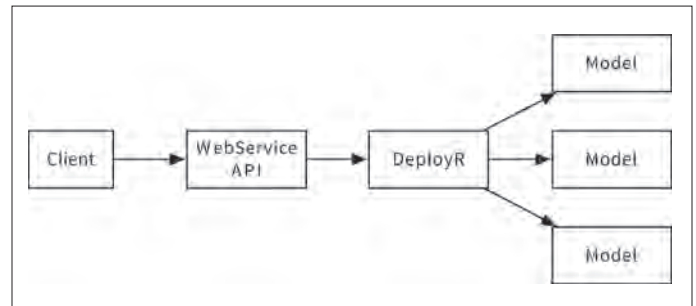 Client
WebService
API
DeployR
Model
Model
Model